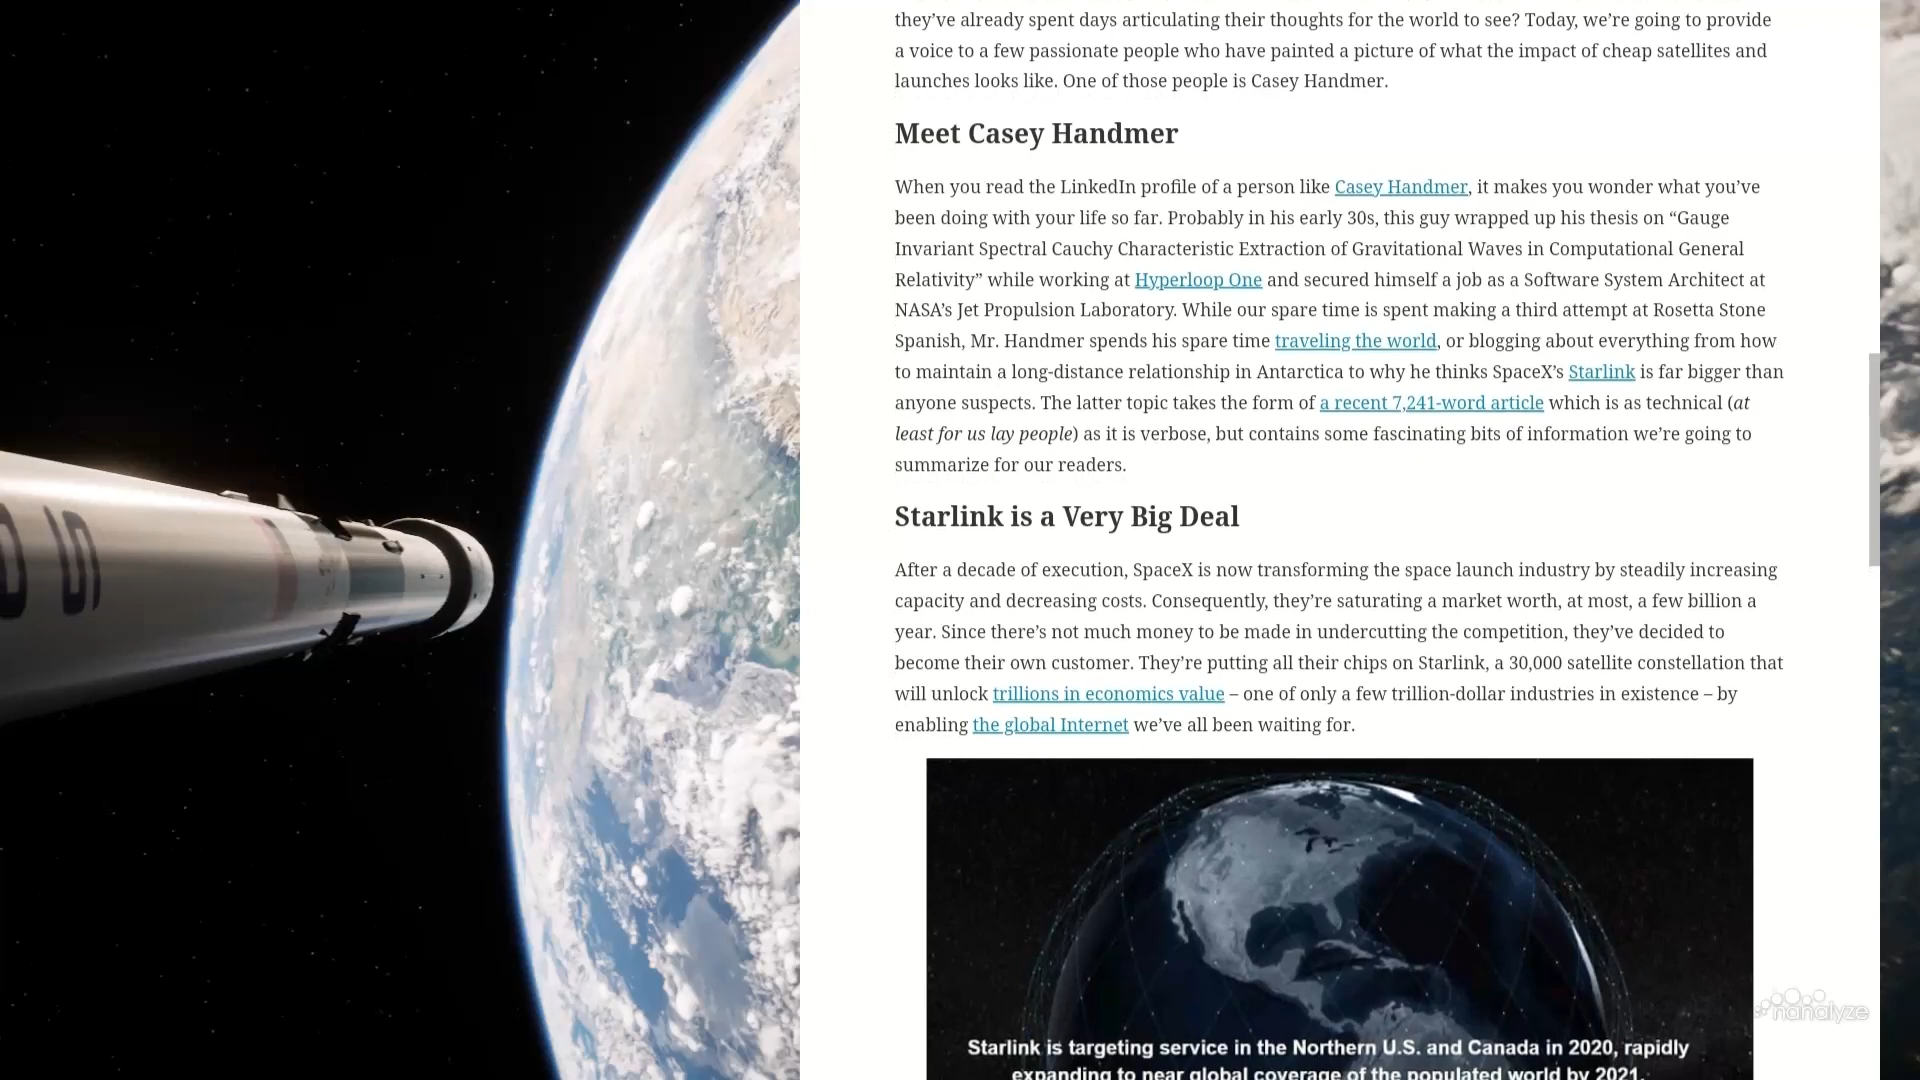 they’ve already spent days articulating their thoughts for the world to see? Today, we’re going to provide
a voice to a few passionate people who have painted a picture of what the impact of cheap satellites and
launches looks like. One of those people is Casey Handmer.
Meet Casey Handmer
When you read the LinkedIn profile of a person like Casey Handmer, it makes you wonder what you’ve
been doing with your life so far. Probably in his early 30s, this guy wrapped up his thesis on “Gauge
Invariant Spectral Cauchy Characteristic Extraction of Gravitational Waves in Computational General
Relativity” while working at Hyperloop One and secured himself a job as a Software System Architect at
NASA’s Jet Propulsion Laboratory. While our spare time is spent making a third attempt at Rosetta Stone
Spanish, Mr. Handmer spends his spare time traveling the world, or blogging about everything from how
to maintain a long-distance relationship in Antarctica to why he thinks SpaceX’s Starlink is far bigger than
anyone suspects. The latter topic takes the form of a recent 7,241-word article which is as technical (at
least for us lay people) as it is verbose, but contains some fascinating bits of information we’re going to
summarize for our readers.
Starlink is a Very Big Deal
After a decade of execution, SpaceX is now transforming the space launch industry by steadily increasing
capacity and decreasing costs. Consequently, they’re saturating a market worth, at most, a few billion a
year. Since there’s not much money to be made in undercutting the competition, they’ve decided to
become their own customer. They’re putting all their chips on Starlink, a 30,000 satellite constellation that
will unlock trillions in economics value – one of only a few trillion-dollar industries in existence – by
enabling the global Internet we’ve all been waiting for.
Starlink is targeting service in the Northern U.S. and Canada in 2020, rapidly
expanding to near global coverage of the populated world by 2021.
nanalyze